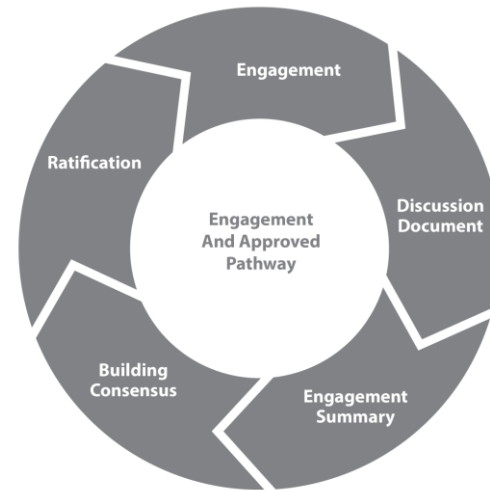 Engagement
Discussion
Document
Engagement
Summary
Building
Consensus
Ratification
Engagement
And Approved
Pathway